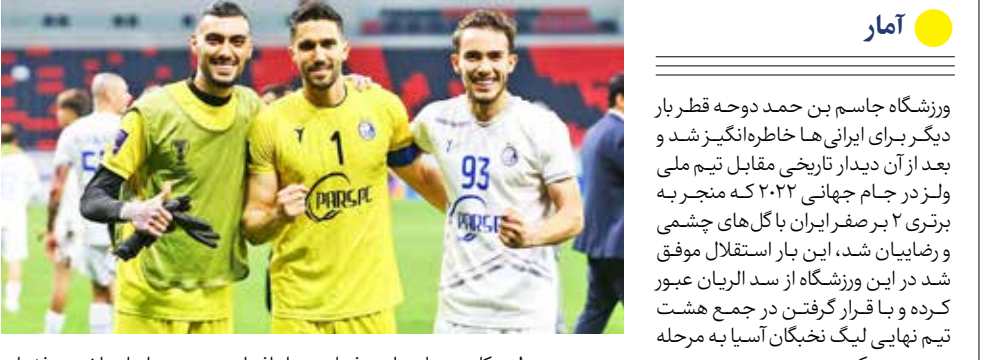 آمار
ورزشگاه جاسم بن حمد دوحه قطر بار
دیگر برای ایرانی‌ها خاطره‌انگیز شد و
بعد از آن دیدار تاریخی مقابل تیم ملی
ولز در جام جهانی ۲۰۲۲ که منجر به
برتری ۲ بر صفر ایران با گل‌های چشمی
و رضاییان شد، این بار استقلال موفق
شد در این ورزشگاه از سد الریان عبور
کرده و با قرار گرفتن در جمع هشت
تیم نهایی لیگ نخبگان آسیا به مرحله
1
93
PARS.PC